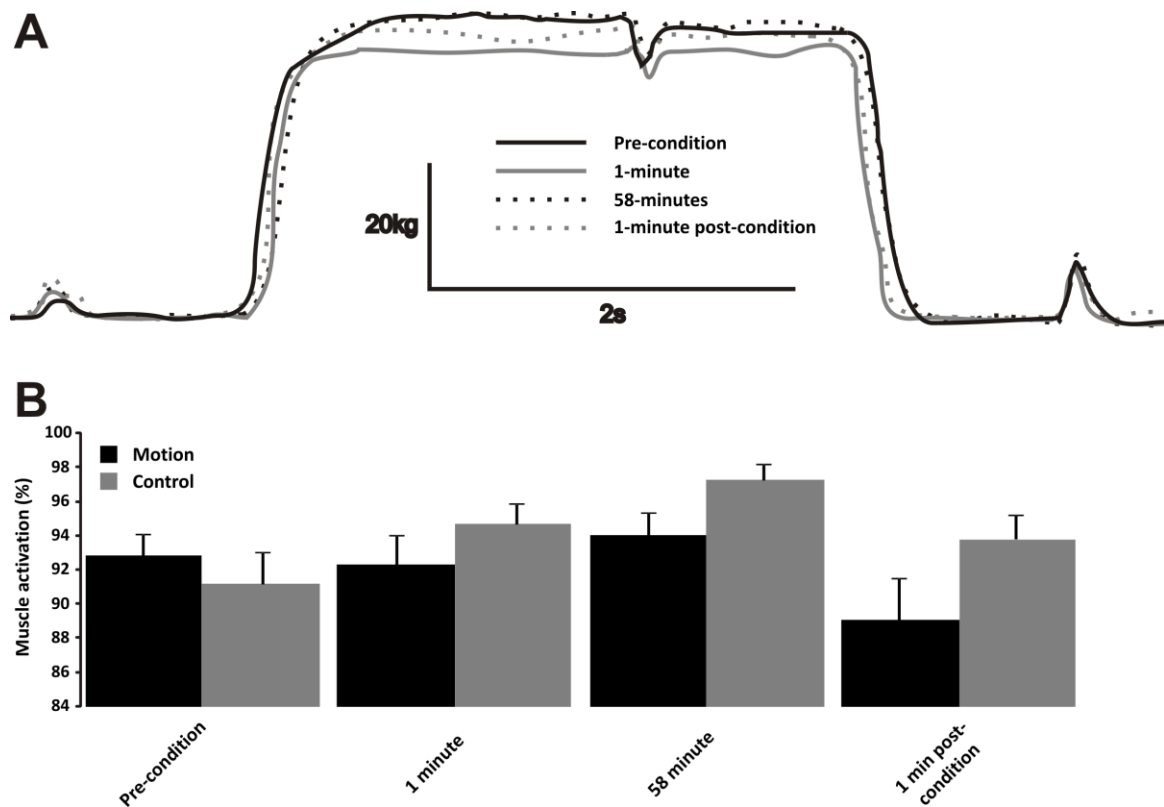 A
Pre-condition
1-minute
58-minutes
1-minute post-condition
20kg
2s
B
Muscle activation (%)
100
98
96
94
92
90
88
86
84
Motion
Control
Pre-condition
1 minute
58 minute
1 min post-
condition